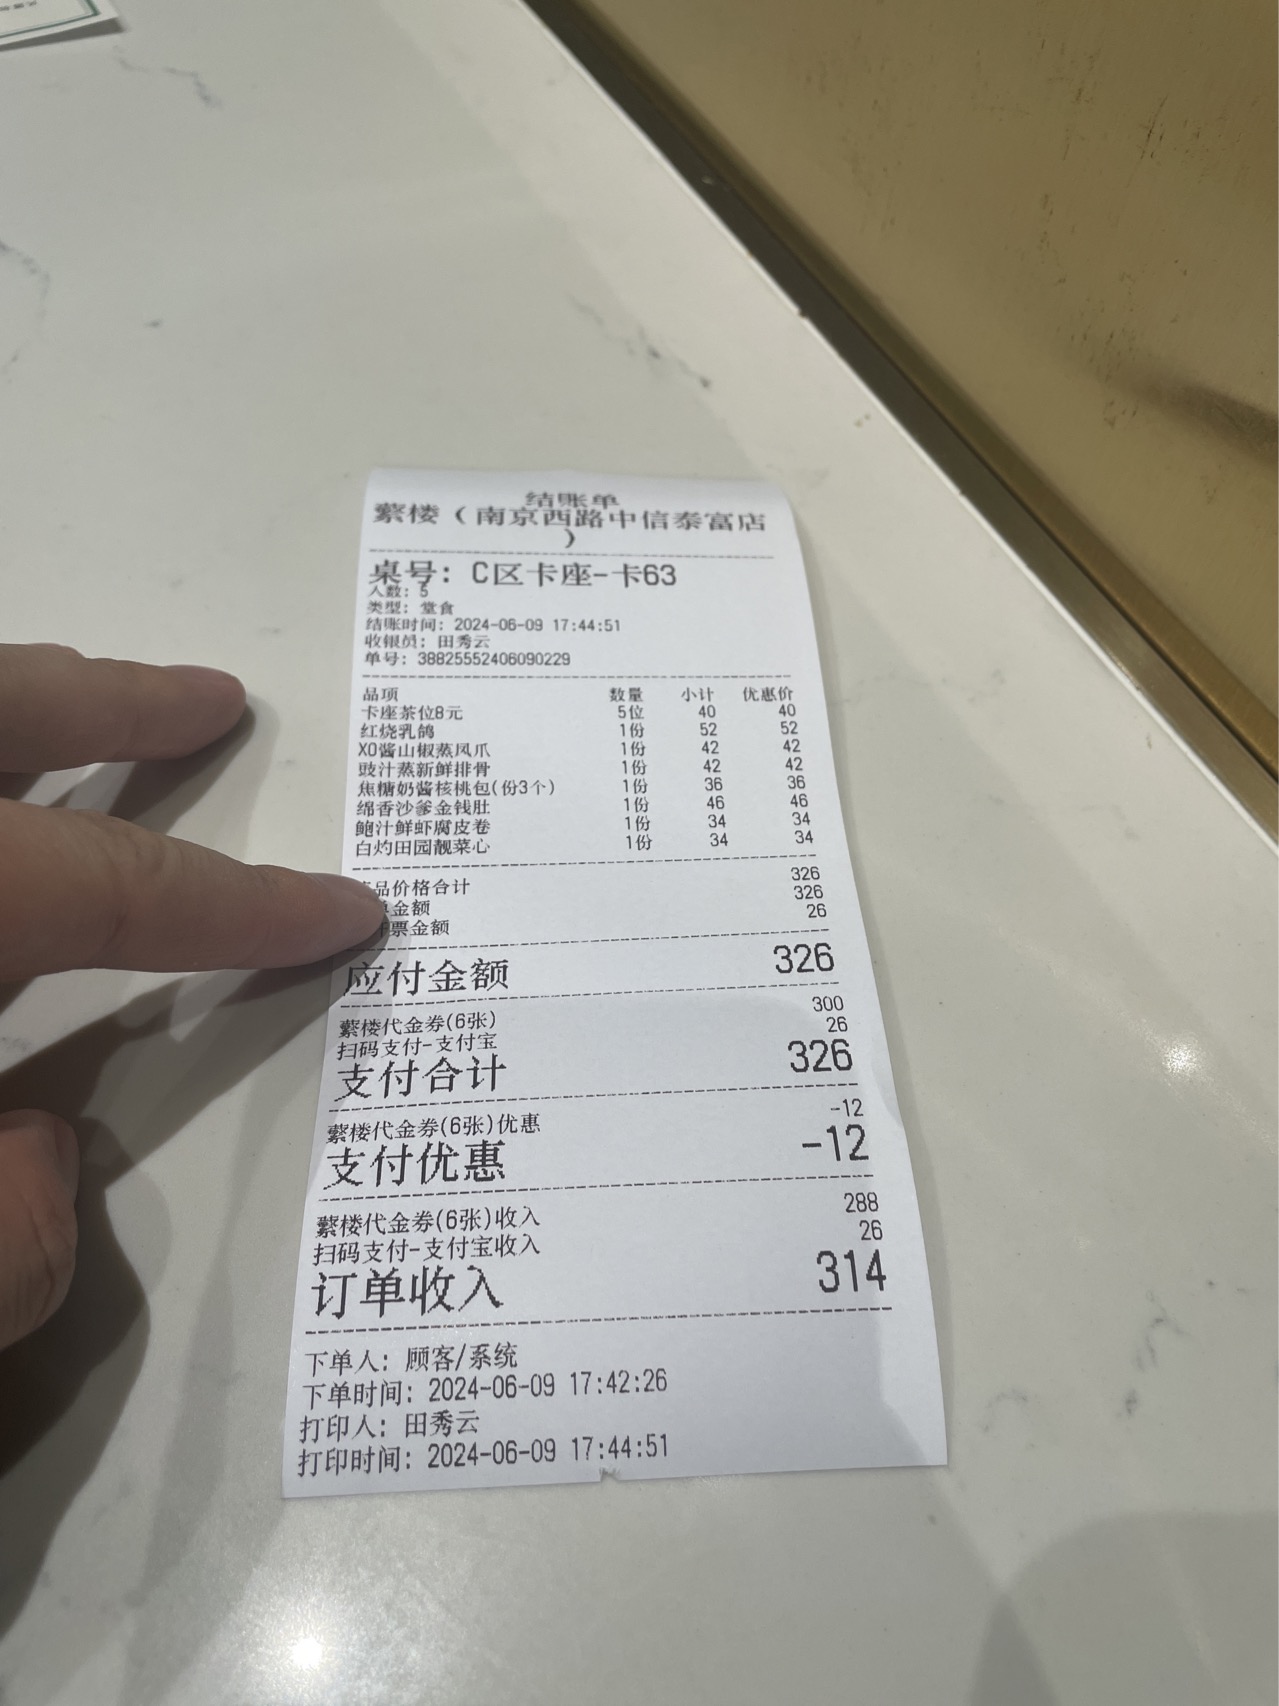 结账单
蘩楼（南京西路中信泰富店
）
桌号: C区卡座-卡63
人数: 5
类型: 堂食
结账时间: 2024-06-09 17:44:51
收银员: 田秀云
单号: 38825552406090229
品项 数量 小计 优惠价
卡座茶位8元 5位 40 40
红烧乳鸽 1份 52 52
XO酱山椒蒸凤爪 1份 42 42
豉汁蒸新鲜排骨 1份 42 42
焦糖奶酱核桃包(份3个) 1份 36 36
绵香沙爹金钱肚 1份 46 46
鲍汁鲜虾腐皮卷 1份 34 34
白灼田园靓菜心 1份 34 34
品价格合计 326
金额 326
票金额 26
应付金额 326
蘩楼代金券(6张) 300
扫码支付-支付宝 26
支付合计 326
蘩楼代金券(6张)优惠 -12
支付优惠 -12
蘩楼代金券(6张)收入 288
扫码支付-支付宝收入 26
订单收入 314
下单人: 顾客/系统
下单时间: 2024-06-09 17:42:26
打印人: 田秀云
打印时间: 2024-06-09 17:44:51